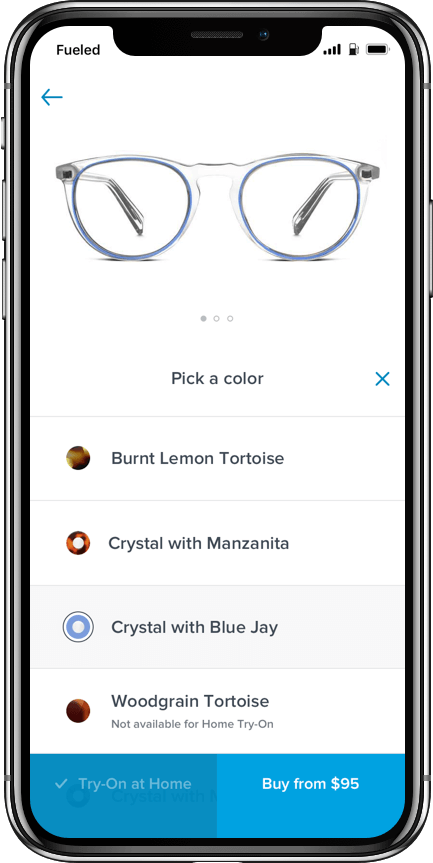 Fueled
Pick a color
Burnt Lemon Tortoise
Crystal with Manzanita
Crystal with Blue Jay
Woodgrain Tortoise
Not available for Home Try-On
Try-On at Home
Buy from $95
Crystal with